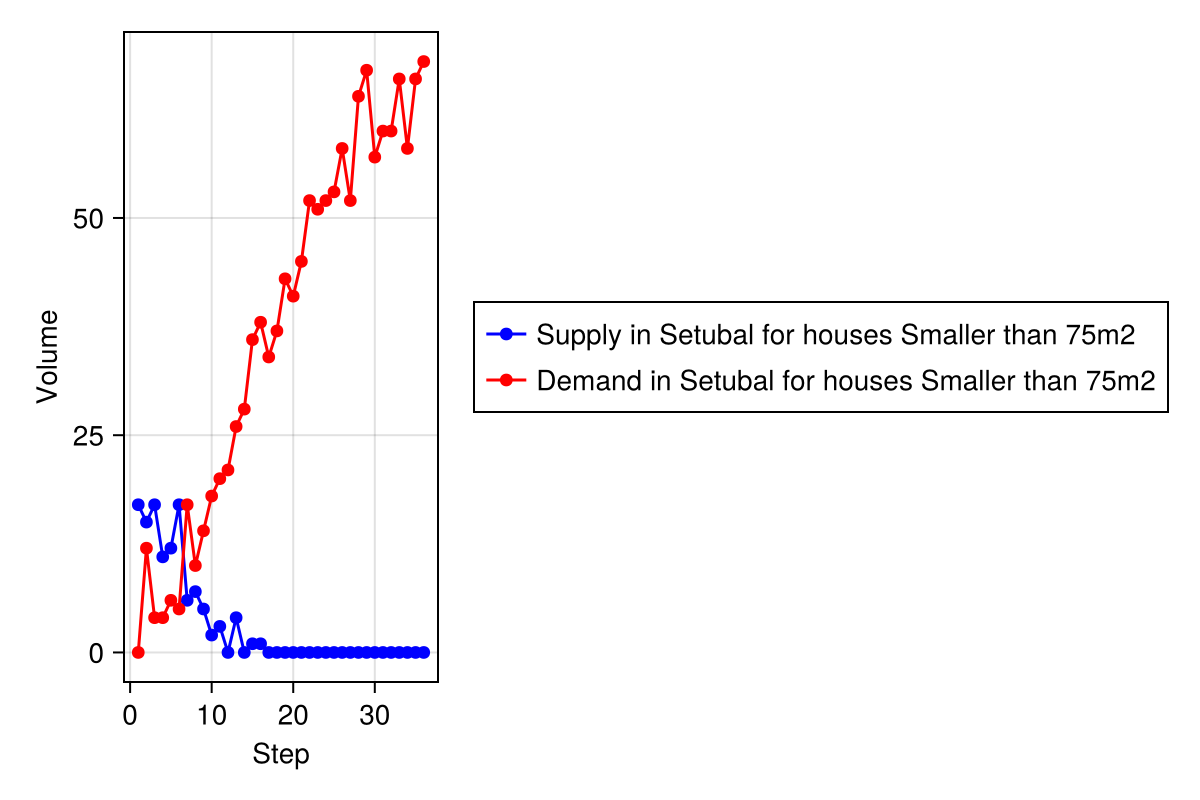 Volume
50
25
0
0 10 20 30
Step
Supply in Setubal for houses Smaller than 75m2
Demand in Setubal for houses Smaller than 75m2